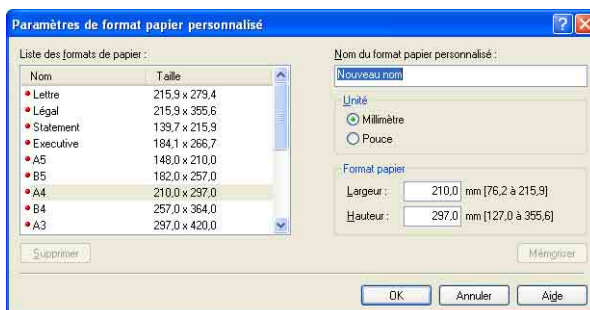 Paramètres de format papier personnalisé
Liste des formats de papier :
Nom Taille
Lettre 215,9 x 279,4
Légal 215,9 x 355,6
Statement 139,7 x 215,9
Executive 184,1 x 266,7
A5 148,0 x 210,0
B5 182,0 x 257,0
A4 210,0 x 297,0
B4 257,0 x 364,0
A3 297,0 x 420,0
Supprimer
Nom du format papier personnalisé :
Nouveau nom
Unité
Millimètre
Pouce
Format papier
Largeur : 210,0 mm [76,2 à 215,9]
Hauteur : 297,0 mm [127,0 à 355,6]
Mémoriser
OK Annuler Aide